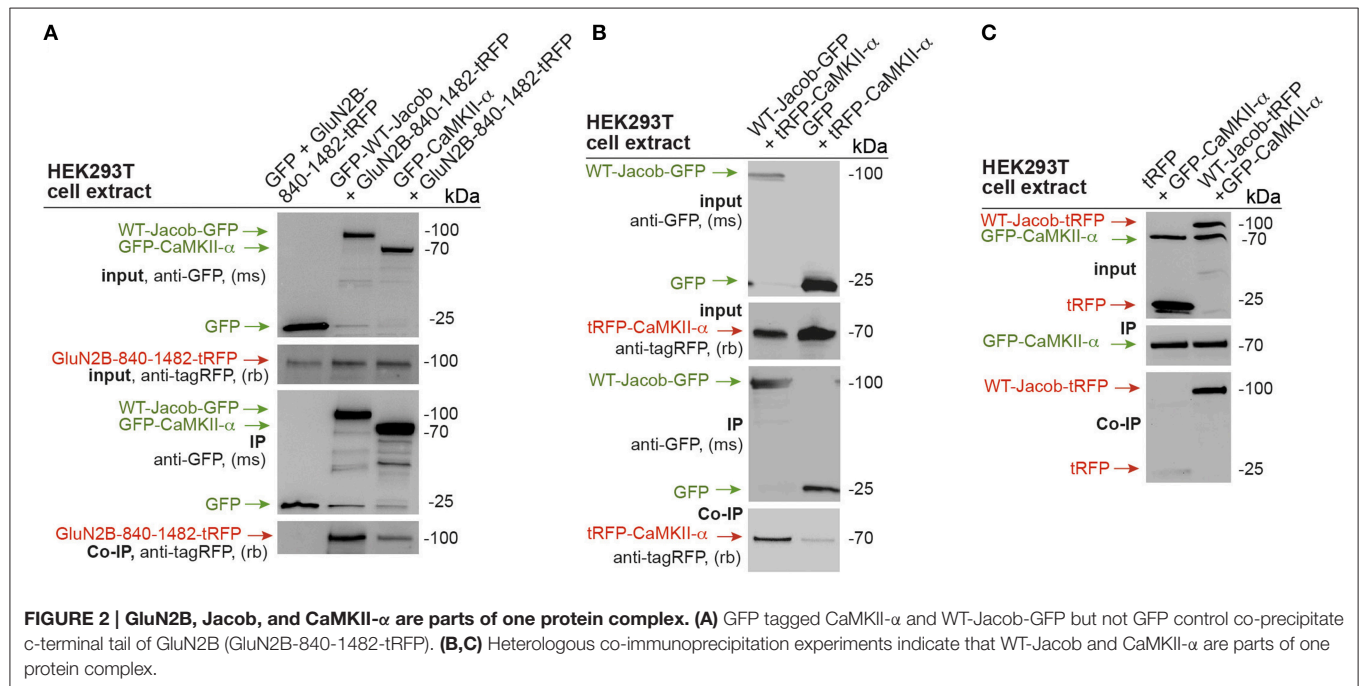 A
HEK293T
cell extract
GFP + GluN2B-
840-1482-tRFP
GFP-WT-Jacob
+ GluN2B-840-1482-tRFP
GFP-CaMKII-α
+ GluN2B-840-1482-tRFP
kDa
WT-Jacob-GFP
GFP-CaMKII-α
input, anti-GFP, (ms)
GFP
-100
-70
-25
GluN2B-840-1482-tRFP
input, anti-tagRFP, (rb)
-100
WT-Jacob-GFP
GFP-CaMKII-α
IP
anti-GFP, (ms)
GFP
-100
-70
-25
GluN2B-840-1482-tRFP
Co-IP, anti-tagRFP, (rb)
-100
B
HEK293T
cell extract
WT-Jacob-GFP
+ tRFP-CaMKII-α
GFP
+ tRFP-CaMKII-α
kDa
WT-Jacob-GFP
-100
input
anti-GFP, (ms)
GFP
-25
input
tRFP-CaMKII-α
-70
anti-tagRFP, (rb)
WT-Jacob-GFP
-100
IP
anti-GFP, (ms)
GFP
-25
Co-IP
tRFP-CaMKII-α
-70
anti-tagRFP, (rb)
C
HEK293T
cell extract
tRFP
+ GFP-CaMKII-α
WT-Jacob-tRFP
+GFP-CaMKII-α
kDa
WT-Jacob-tRFP
-100
GFP-CaMKII-α
-70
input
tRFP
-25
IP
GFP-CaMKII-α
-70
WT-Jacob-tRFP
-100
Co-IP
tRFP
-25
FIGURE 2 | GluN2B, Jacob, and CaMKII-α are parts of one protein complex. (A) GFP tagged CaMKII-α and WT-Jacob-GFP but not GFP control co-precipitate
c-terminal tail of GluN2B (GluN2B-840-1482-tRFP). (B,C) Heterologous co-immunoprecipitation experiments indicate that WT-Jacob and CaMKII-α are parts of one
protein complex.